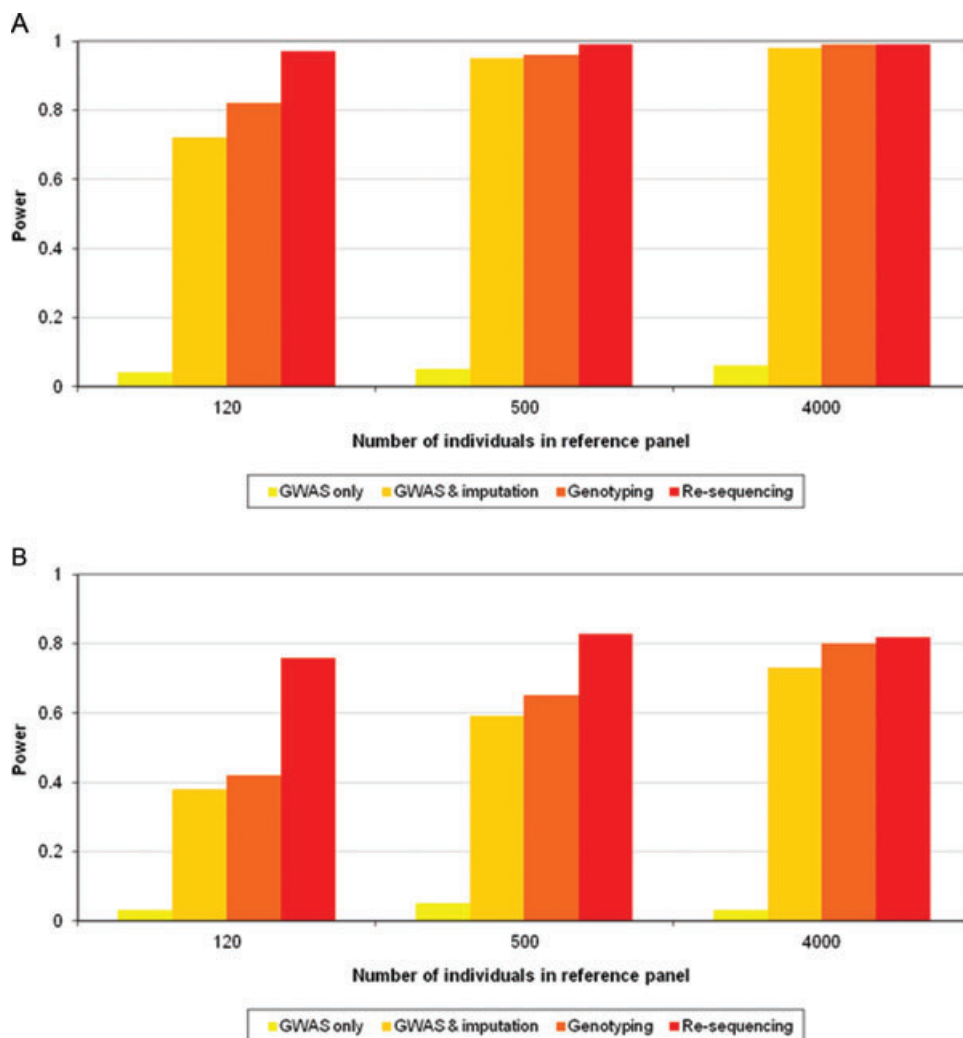 A
1
0.8
0.6
0.4
0.2
0
Power
120 500 4000
Number of individuals in reference panel
GWAS only GWAS & imputation Genotyping Re-sequencing
B
1
0.8
0.6
0.4
0.2
0
Power
120 500 4000
Number of individuals in reference panel
GWAS only GWAS & imputation Genotyping Re-sequencing